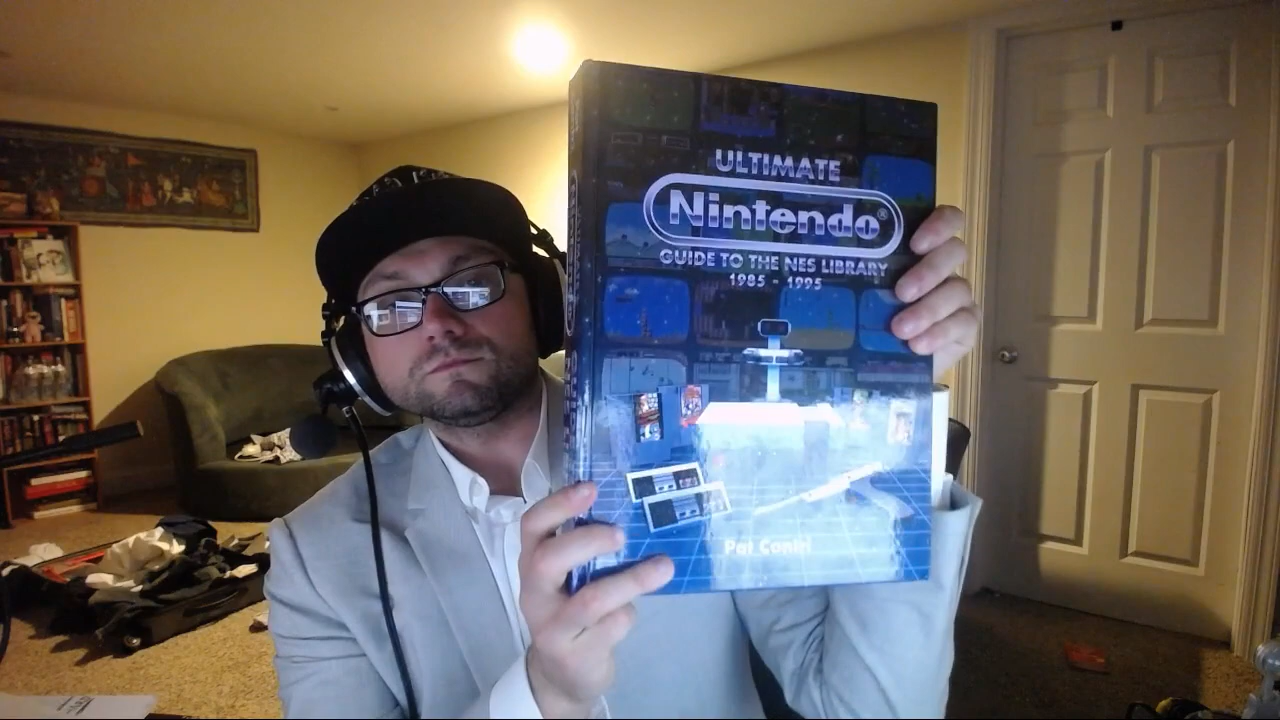 ULTIMATE
Nintendo®
GUIDE TO THE NES LIBRARY
1985 - 1995
Pat Contri